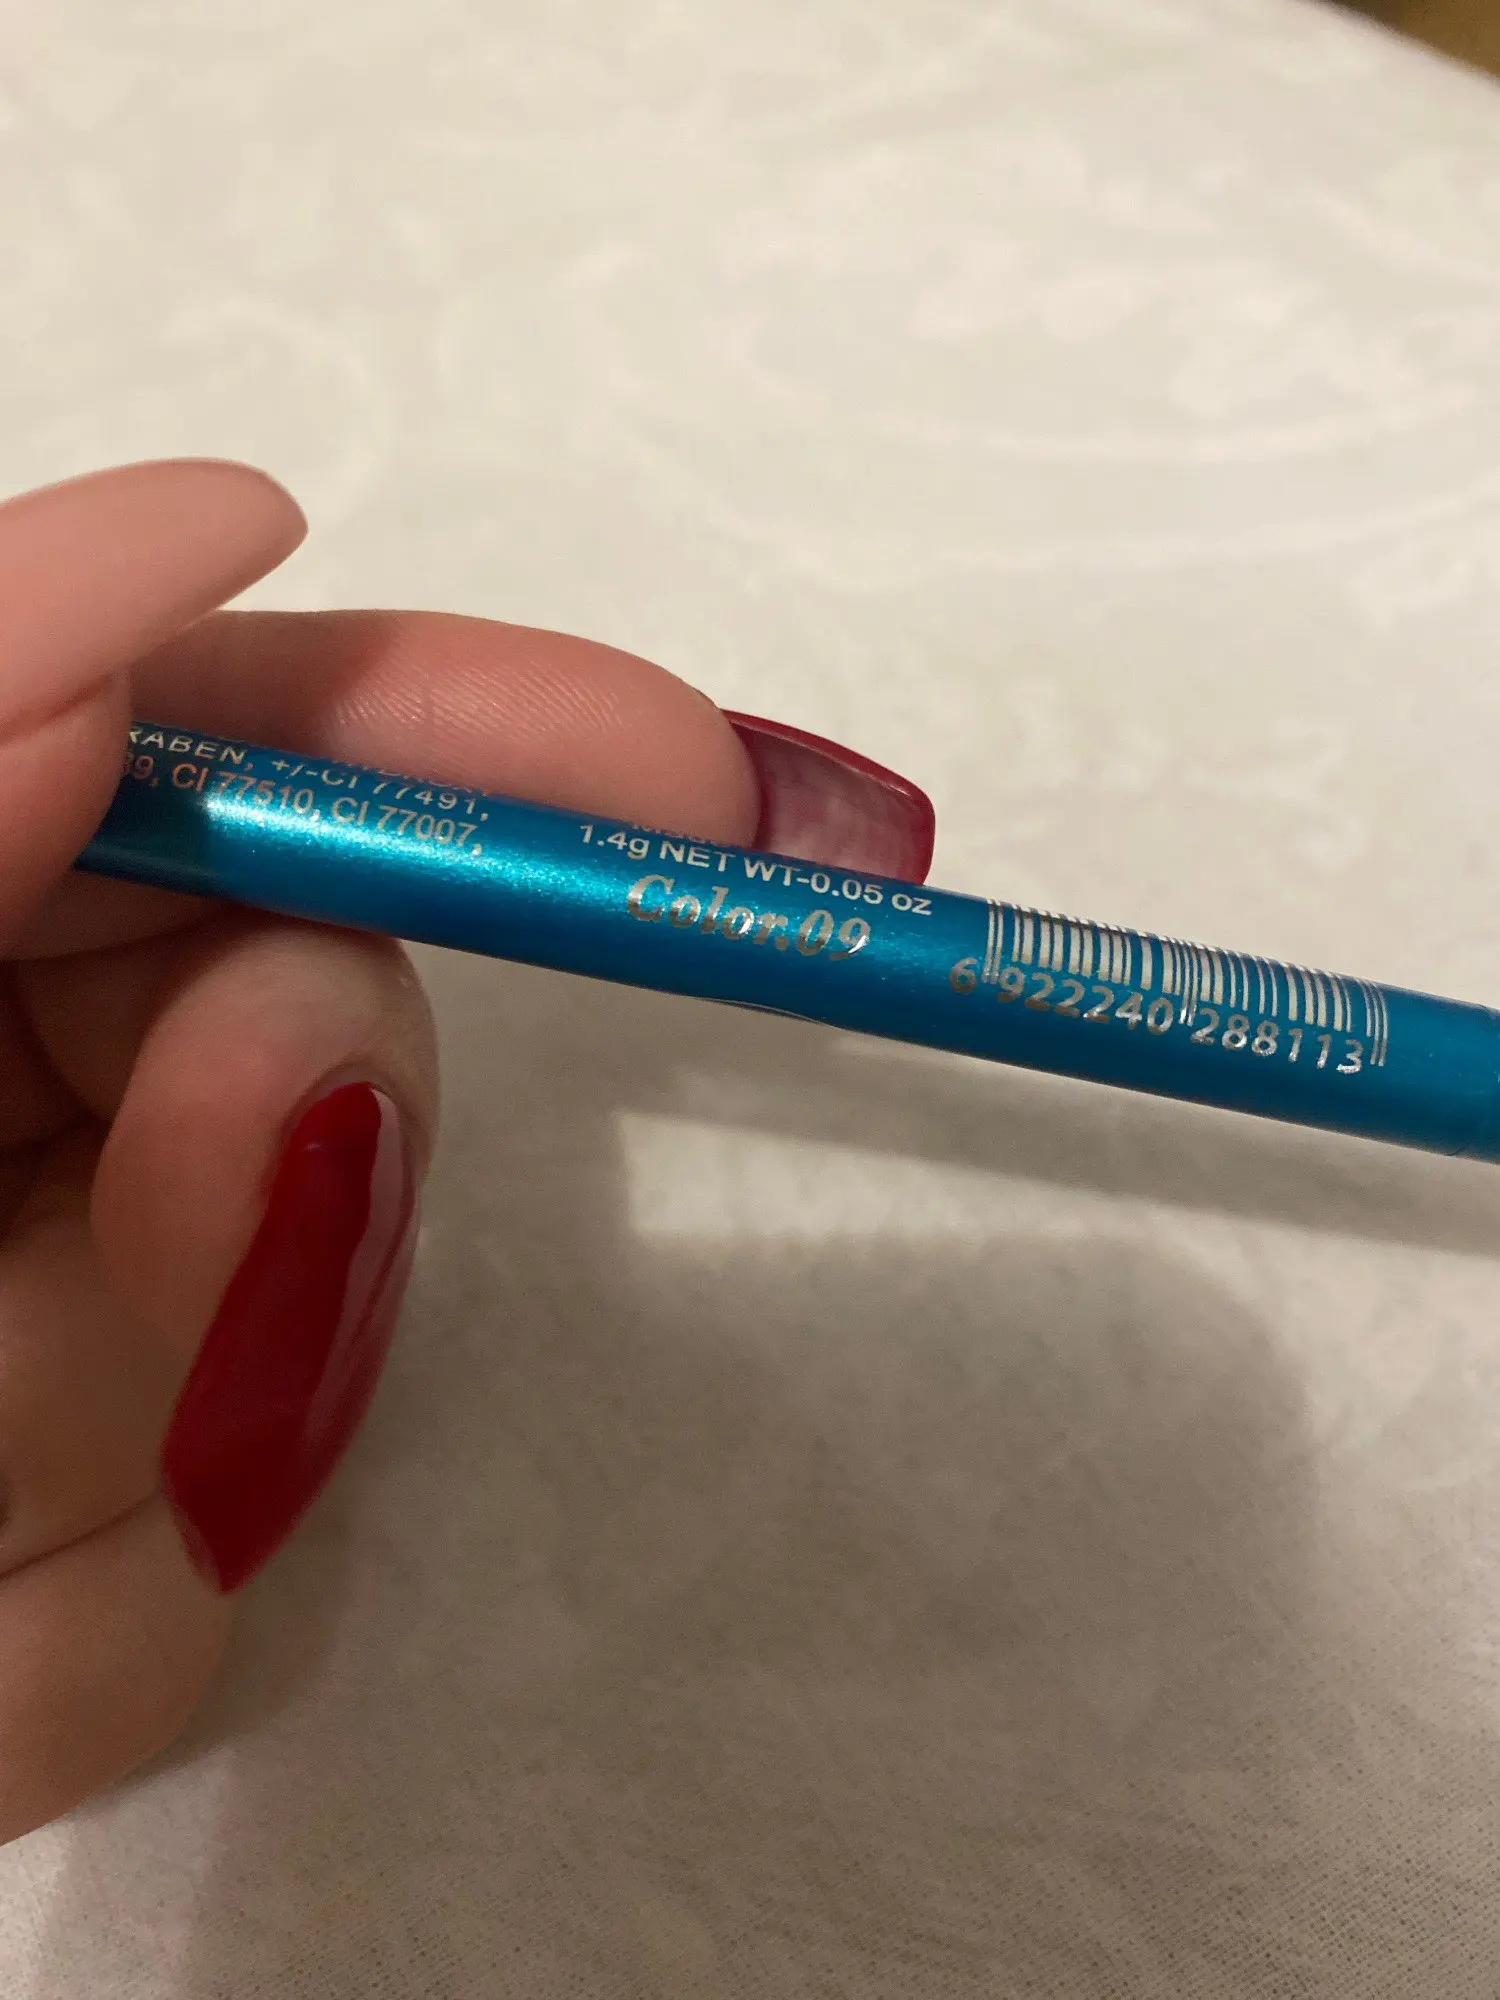 RABEN, +/-CI 77491,
39, CI 77510, CI 77007,
1.4g NET WT-0.05 oz
Color.09
6 922240 288113